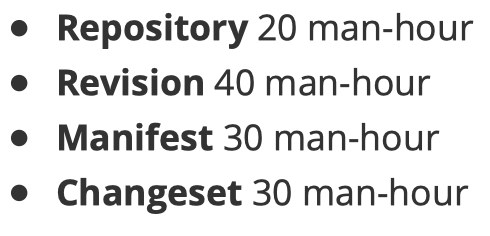 • Repository 20 man-hour
• Revision 40 man-hour
• Manifest 30 man-hour
• Changeset 30 man-hour